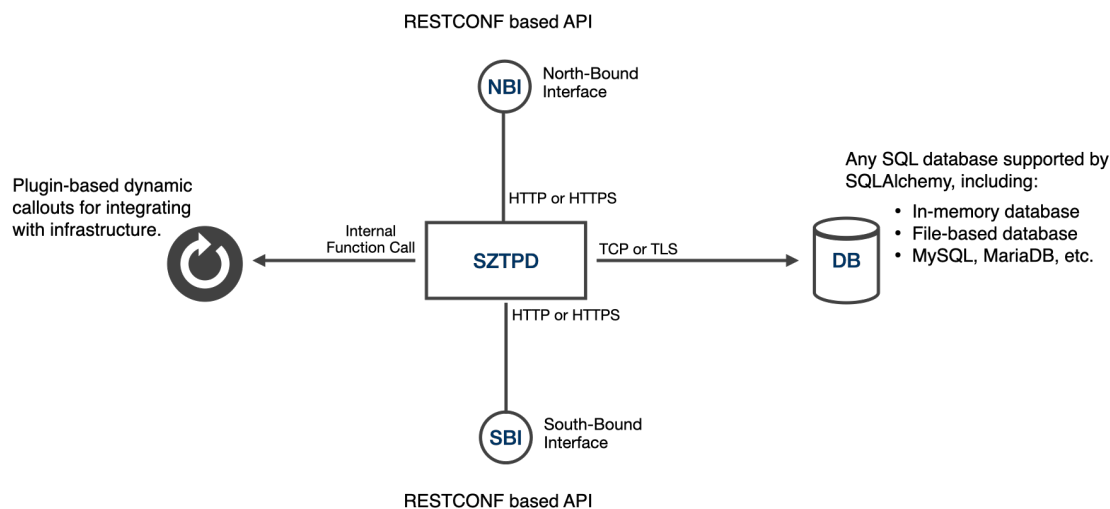 RESTCONF based API
NBI
North-Bound
Interface
HTTP or HTTPS
Plugin-based dynamic
callouts for integrating
with infrastructure.
Internal
Function Call
SZTPD
TCP or TLS
DB
Any SQL database supported by
SQLAlchemy, including:
• In-memory database
• File-based database
• MySQL, MariaDB, etc.
HTTP or HTTPS
SBI
South-Bound
Interface
RESTCONF based API